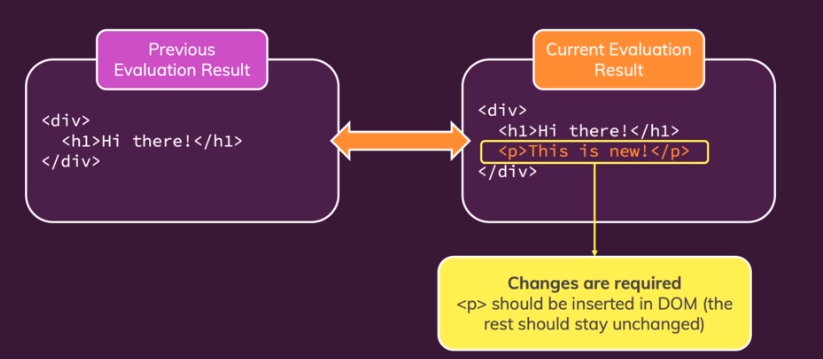 Previous
Evaluation Result
<div>
<h1>Hi there!</h1>
</div>
Current Evaluation
Result
<div>
<h1>Hi there!</h1>
<p>This is new!</p>
</div>
Changes are required
<p> should be inserted in DOM (the
rest should stay unchanged)